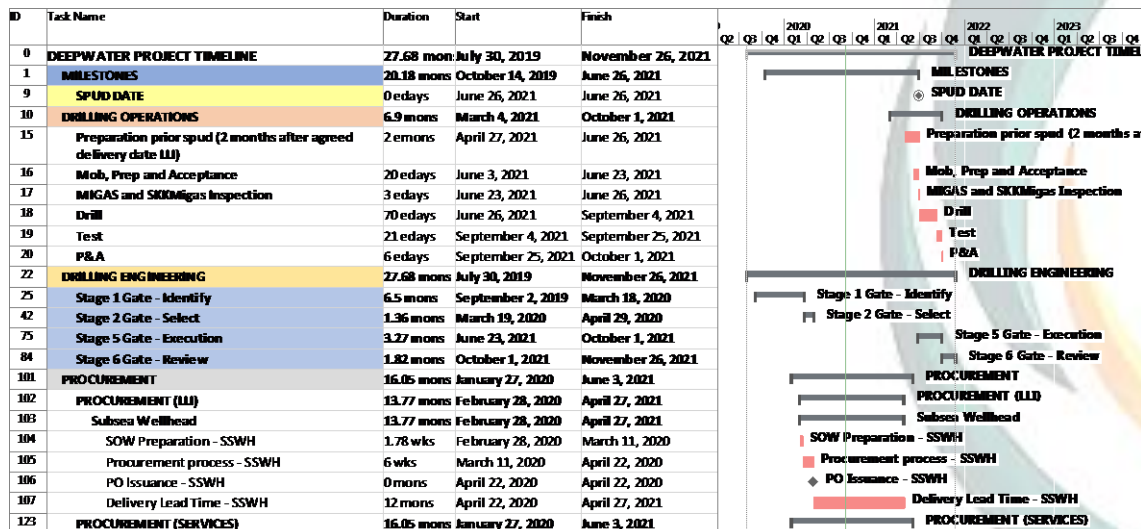 ID Task Name Duration Start Finish
2020 2021 2022 2023
Q2 Q3 Q4 Q1 Q2 Q3 Q4 Q1 Q2 Q3 Q4 Q1 Q2 Q3 Q4 Q1 Q2 Q3 Q4
0 DEEPWATER PROJECT TIMELINE 27.68 mon July 30, 2019 November 26, 2021 DEEPWATER PROJECT TIMEL
1 MILESTONES 20.18 mons October 14, 2019 June 26, 2021 MILESTONES
9 SPUD DATE 0 edays June 26, 2021 June 26, 2021 SPUD DATE
10 DRILLING OPERATIONS 6.9 mons March 4, 2021 October 1, 2021 DRILLING OPERATIONS
15 Preparation prior spud (2 months after agreed 2 emons April 27, 2021 June 26, 2021 Preparation prior spud (2 months a
delivery date LLI)
16 Mob, Prep and Acceptance 20 edays June 3, 2021 June 23, 2021 Mob, Prep and Acceptance
17 MIGAS and SKKMigas Inspection 3 edays June 23, 2021 June 26, 2021 MIGAS and SKKMigas Inspection
18 Drill 70 edays June 26, 2021 September 4, 2021 Drill
19 Test 21 edays September 4, 2021 September 25, 2021 Test
20 P&A 6 edays September 25, 2021 October 1, 2021 P&A
22 DRILLING ENGINEERING 27.68 mons July 30, 2019 November 26, 2021 DRILLING ENGINEERING
25 Stage 1 Gate - Identify 6.5 mons September 2, 2019 March 18, 2020 Stage 1 Gate - Identify
42 Stage 2 Gate - Select 1.36 mons March 19, 2020 April 29, 2020 Stage 2 Gate - Select
75 Stage 5 Gate - Execution 3.27 mons June 23, 2021 October 1, 2021 Stage 5 Gate - Execution
84 Stage 6 Gate - Review 1.82 mons October 1, 2021 November 26, 2021 Stage 6 Gate - Review
101 PROCUREMENT 16.05 mons January 27, 2020 June 3, 2021 PROCUREMENT
102 PROCUREMENT (LLI) 13.77 mons February 28, 2020 April 27, 2021 PROCUREMENT (LLI)
103 Subsea Wellhead 13.77 mons February 28, 2020 April 27, 2021 Subsea Wellhead
104 SOW Preparation - SSWH 1.78 wks February 28, 2020 March 11, 2020 SOW Preparation - SSWH
105 Procurement process - SSWH 6 wks March 11, 2020 April 22, 2020 Procurement process - SSWH
106 PO Issuance - SSWH 0 mons April 22, 2020 April 22, 2020 PO Issuance - SSWH
107 Delivery Lead Time - SSWH 12 mons April 22, 2020 April 27, 2021 Delivery Lead Time - SSWH
123 PROCUREMENT (SERVICES) 16.05 mons January 27, 2020 June 3, 2021 PROCUREMENT (SERVICES)